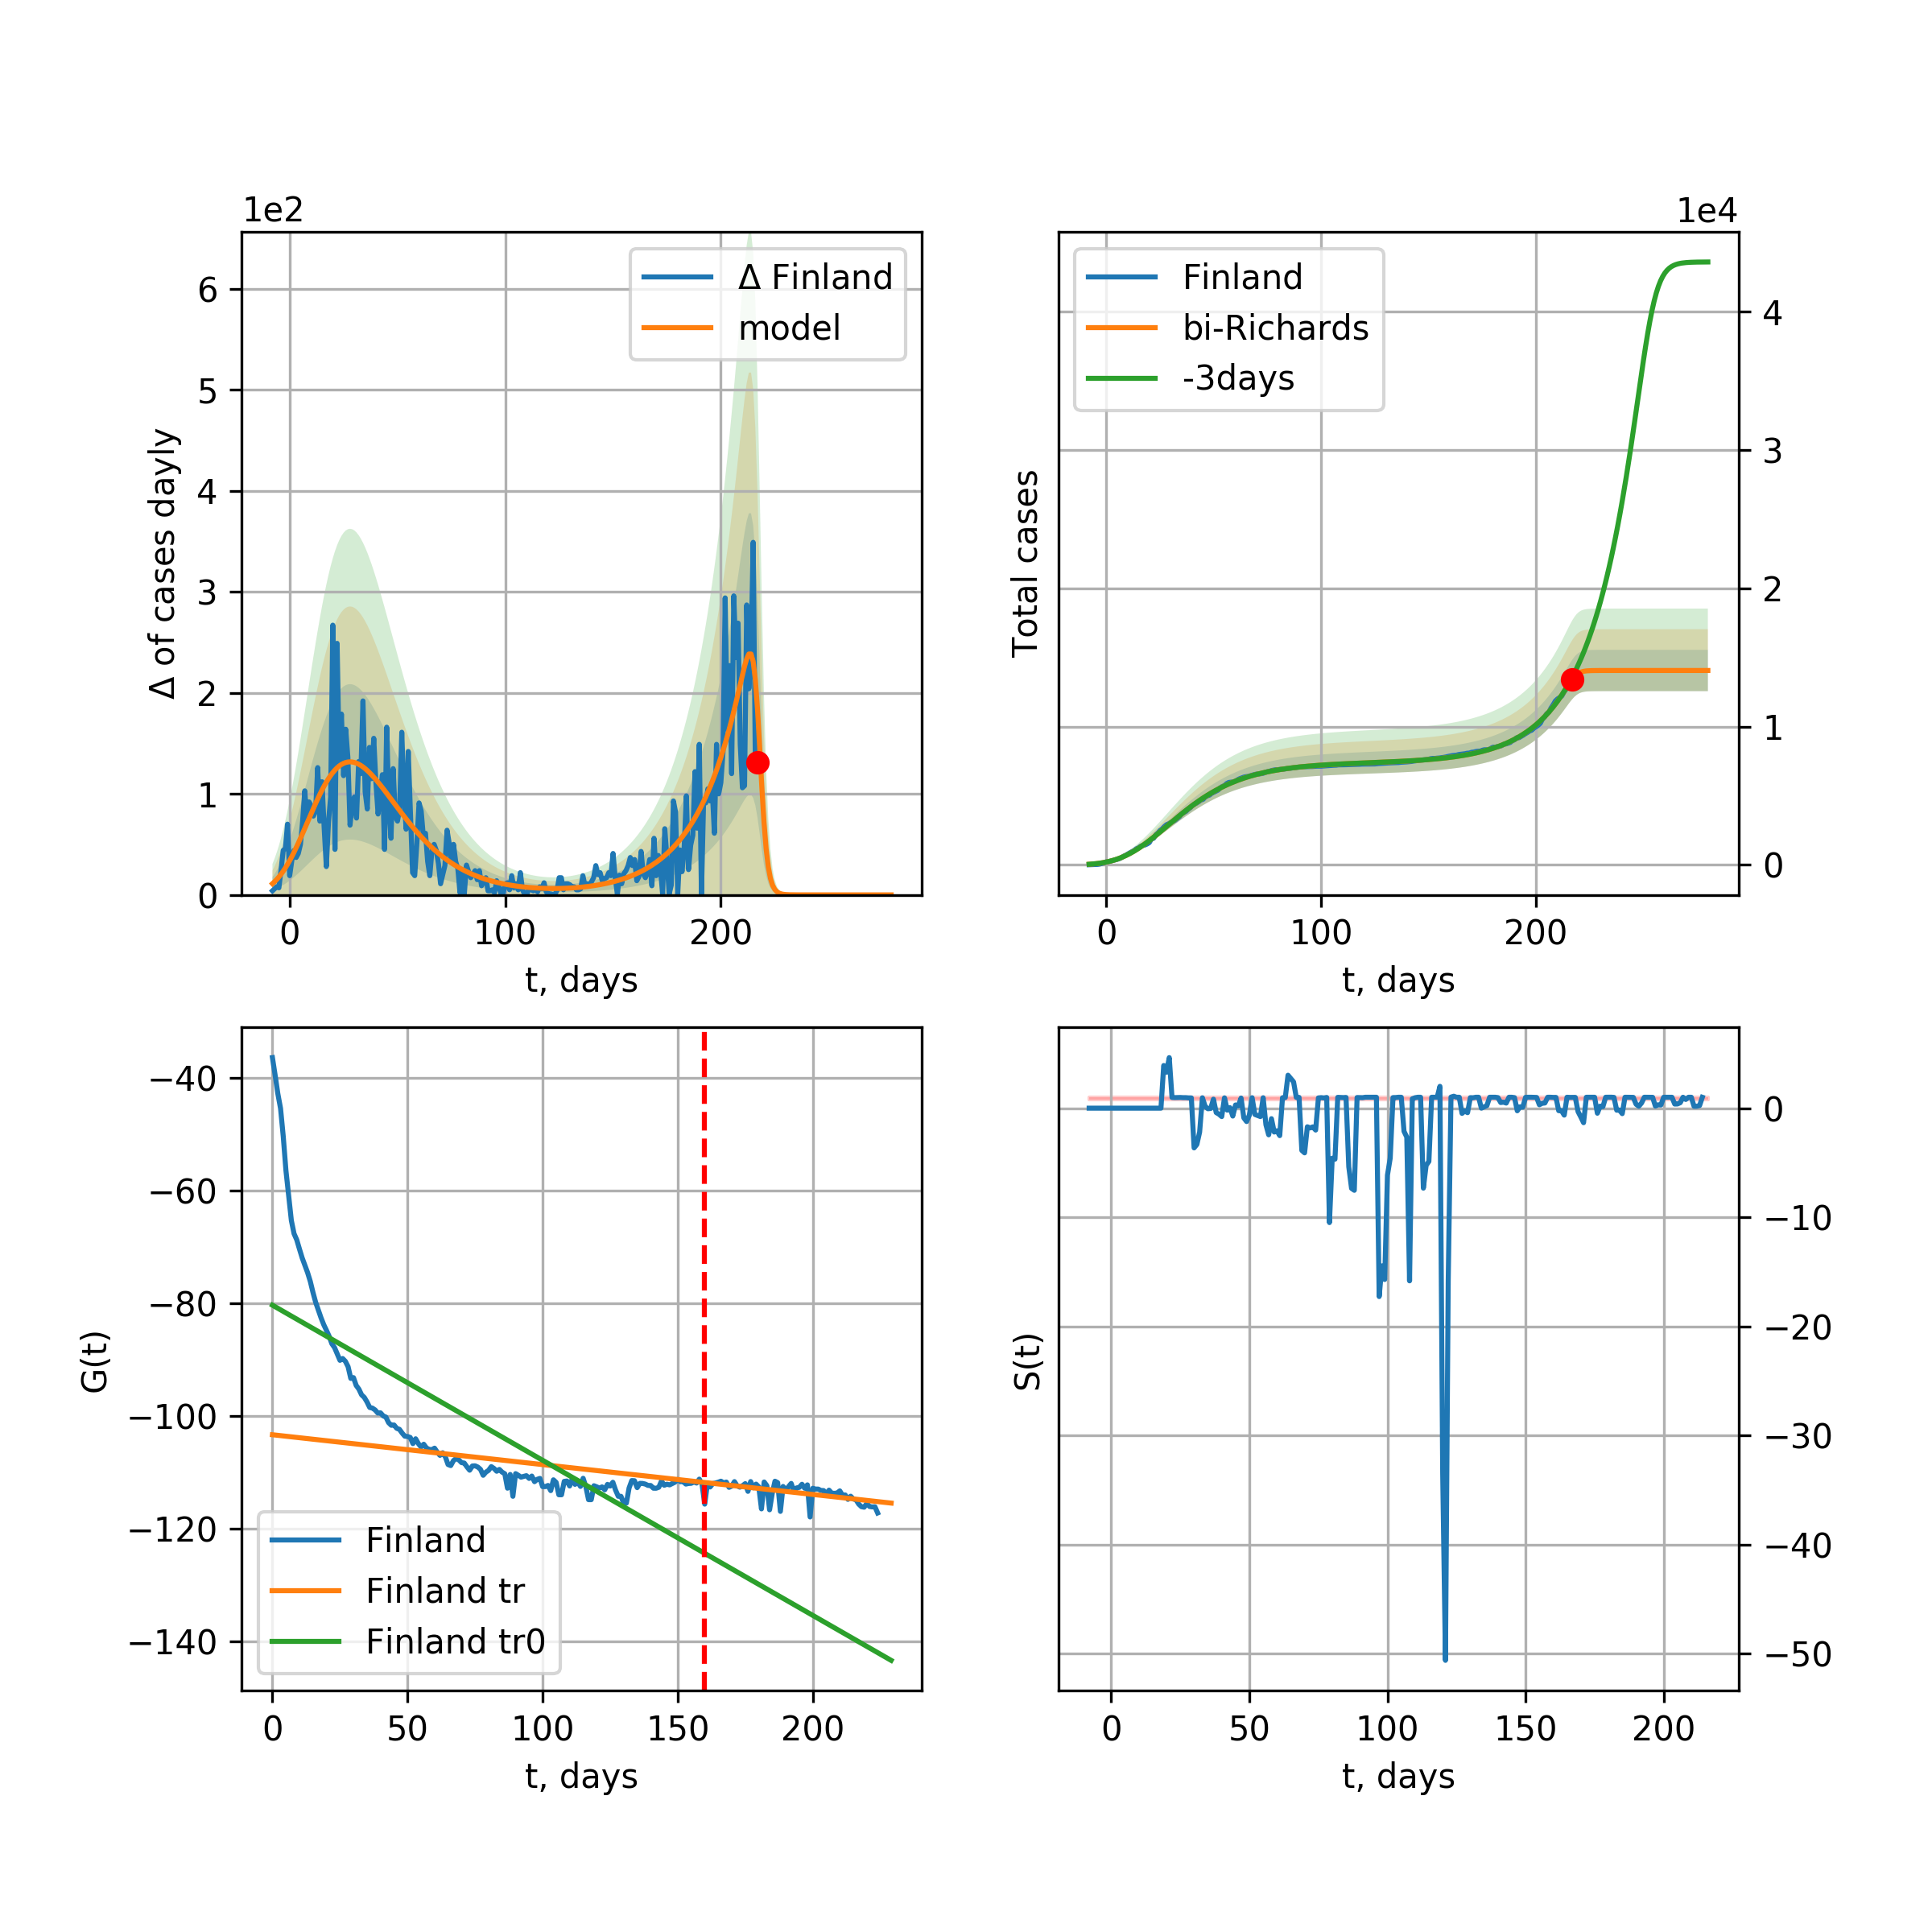 1e2
Δ of cases dayly
6
5
4
3
2
1
0
Δ Finland
model
0 100 200
t, days
1e4
Total cases
Finland
bi-Richards
-3days
4
3
2
1
0
0 100 200
t, days
G(t)
−40
−60
−80
−100
−120
−140
Finland
Finland tr
Finland tr0
0 50 100 150 200
t, days
S(t)
0
−10
−20
−30
−40
−50
0 50 100 150 200
t, days